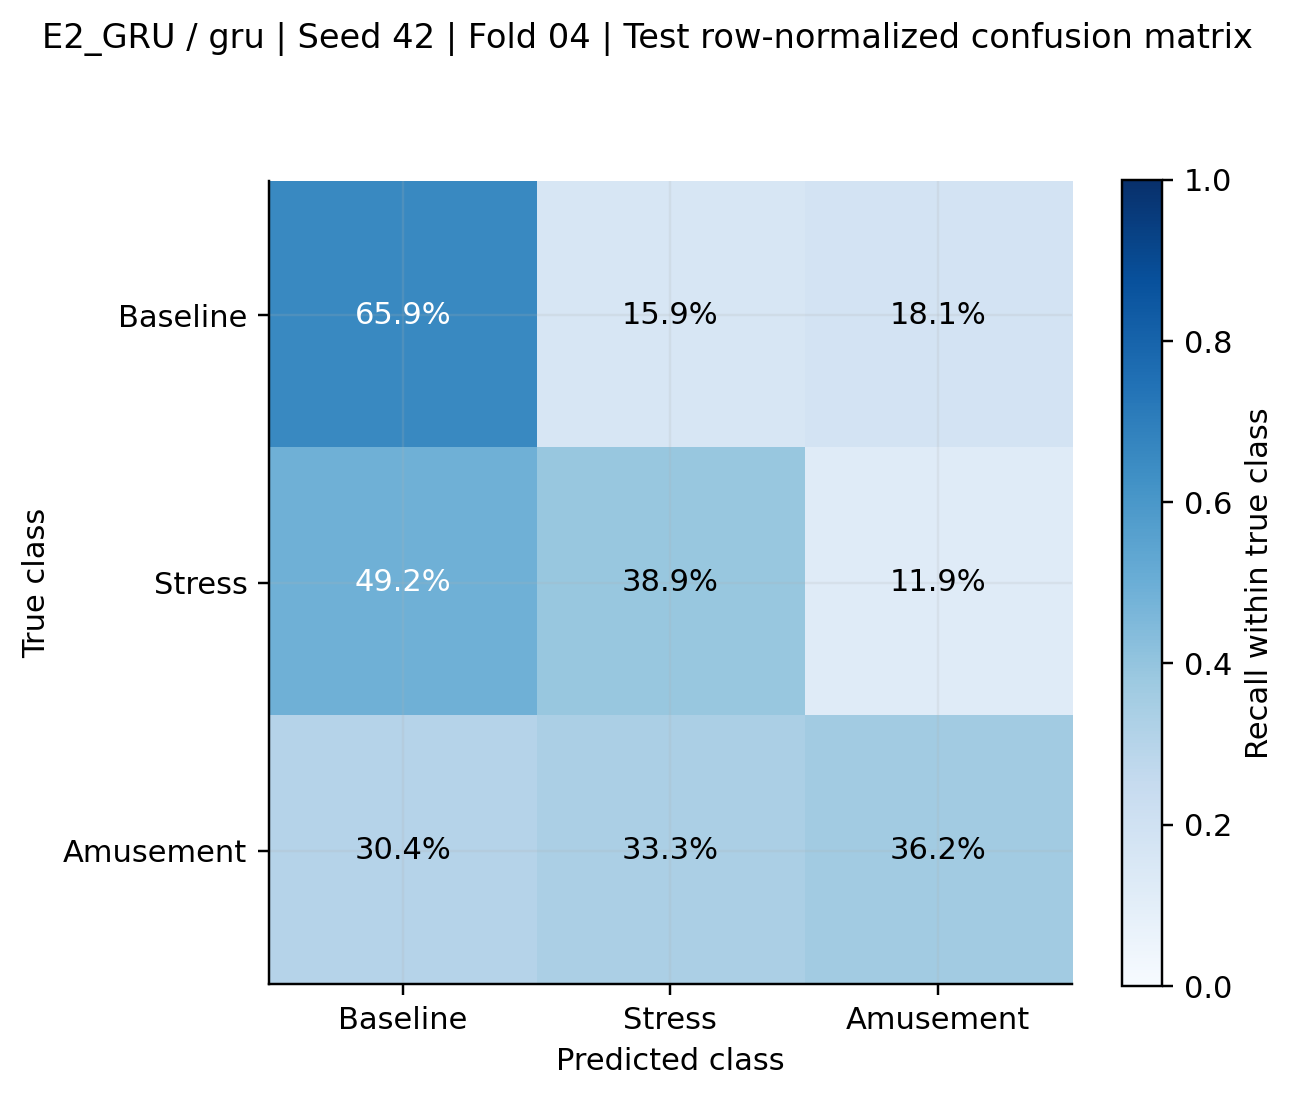 E2_GRU / gru | Seed 42 | Fold 04 | Test row-normalized confusion matrix
True class
Baseline
65.9%
15.9%
18.1%
Stress
49.2%
38.9%
11.9%
Amusement
30.4%
33.3%
36.2%
Baseline
Stress
Amusement
Predicted class
1.0
0.8
0.6
0.4
0.2
0.0
Recall within true class